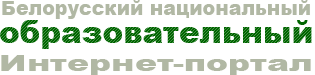 Белорусский национальный
образовательный
Интернет-портал